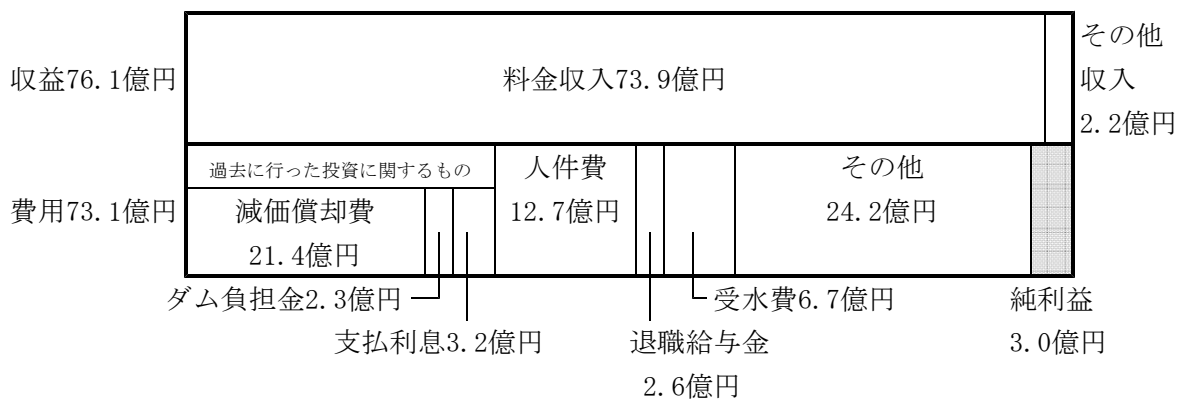 収益76.1億円
料金収入73.9億円
その他
収入
2.2億円
費用73.1億円
過去に行った投資に関するもの
減価償却費
21.4億円
人件費
12.7億円
その他
24.2億円
ダム負担金2.3億円
支払利息3.2億円
退職給与金
2.6億円
受水費6.7億円
純利益
3.0億円